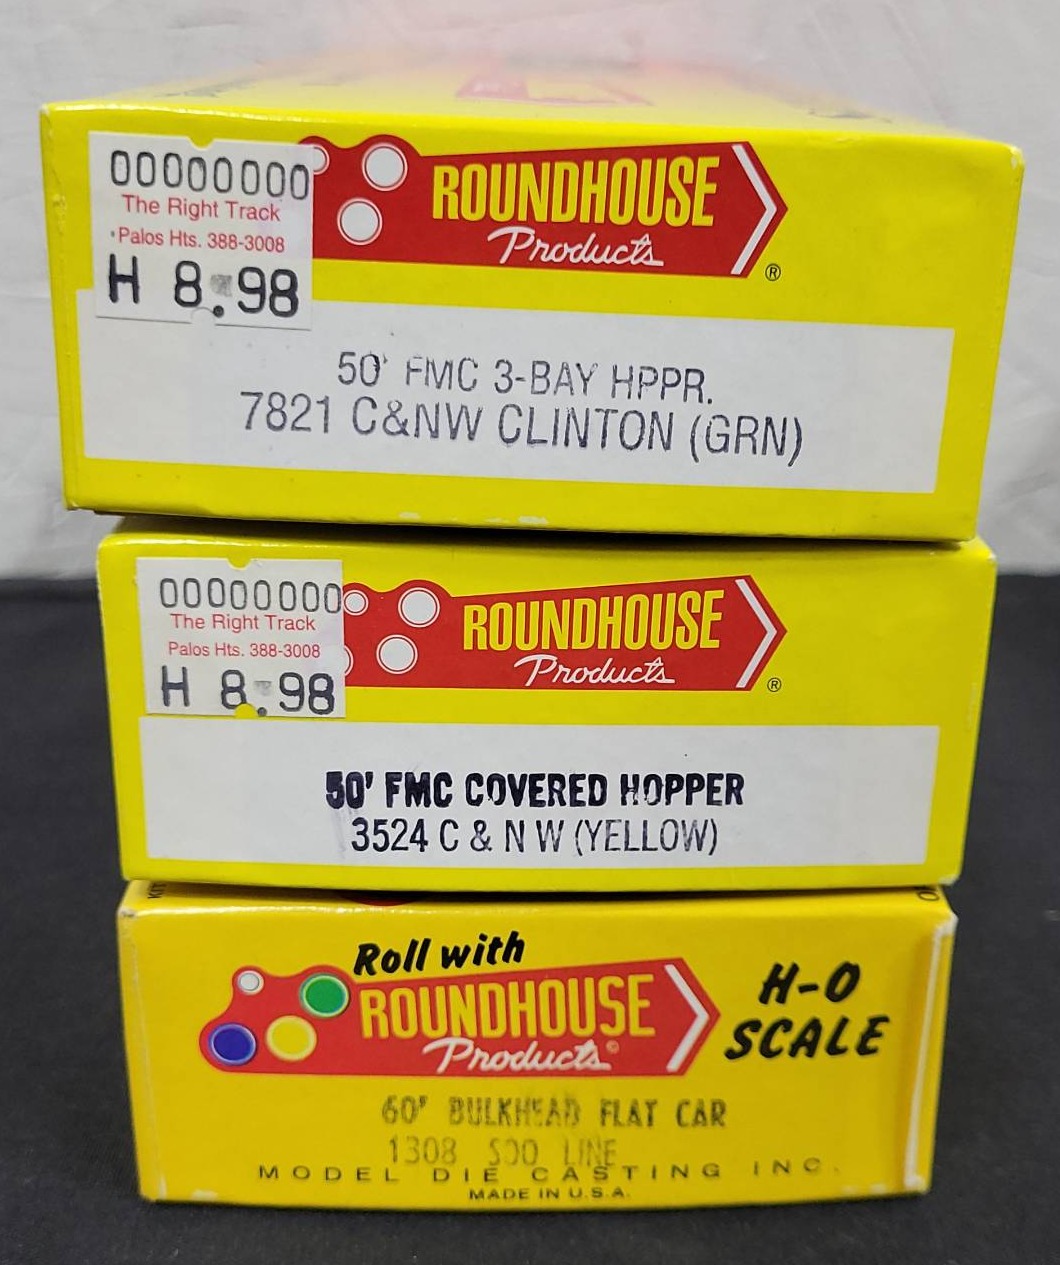 00000000
The Right Track
Palos Hts. 388-3008
H 8.98
ROUNDHOUSE
Products
®
50' FMC 3-BAY HPPR.
7821 C&NW CLINTON (GRN)
00000000
The Right Track
Palos Hts. 388-3008
H 8.98
ROUNDHOUSE
Products
®
50' FMC COVERED HOPPER
3524 C & N W (YELLOW)
Roll with
ROUNDHOUSE
Products©
H-O
SCALE
60' BULKHEAD FLAT CAR
1308 SOO LINE
MODEL DIE CASTING INC.
MADE IN U.S.A.